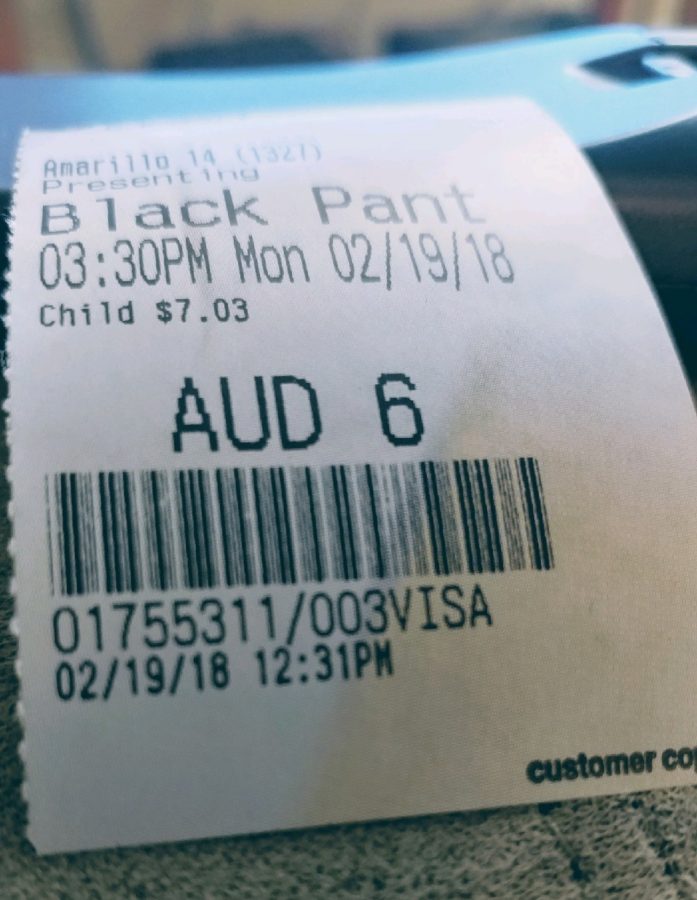 Amarillo 14 (1327)
Presenting
Black Pant
03:30PM Mon 02/19/18
Child $7.03
AUD 6
01755311/003VISA
02/19/18 12:31PM
customer cop